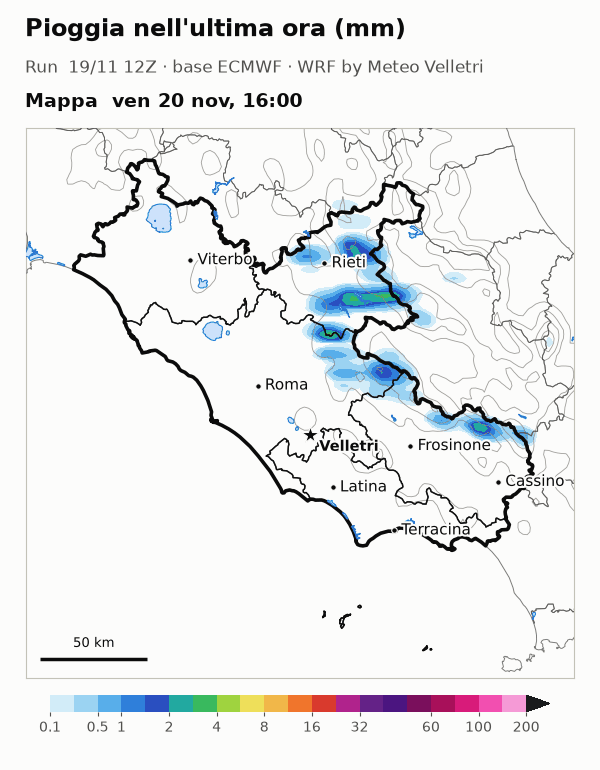 Pioggia nell'ultima ora (mm)
Run  19/11 12Z · base ECMWF · WRF by Meteo Velletri
Mappa  ven 20 nov, 16:00
Viterbo
Rieti
Roma
Velletri
Frosinone
Latina
Cassino
Terracina
50 km
0.1 0.5 1 2 4 8 16 32 60 100 200